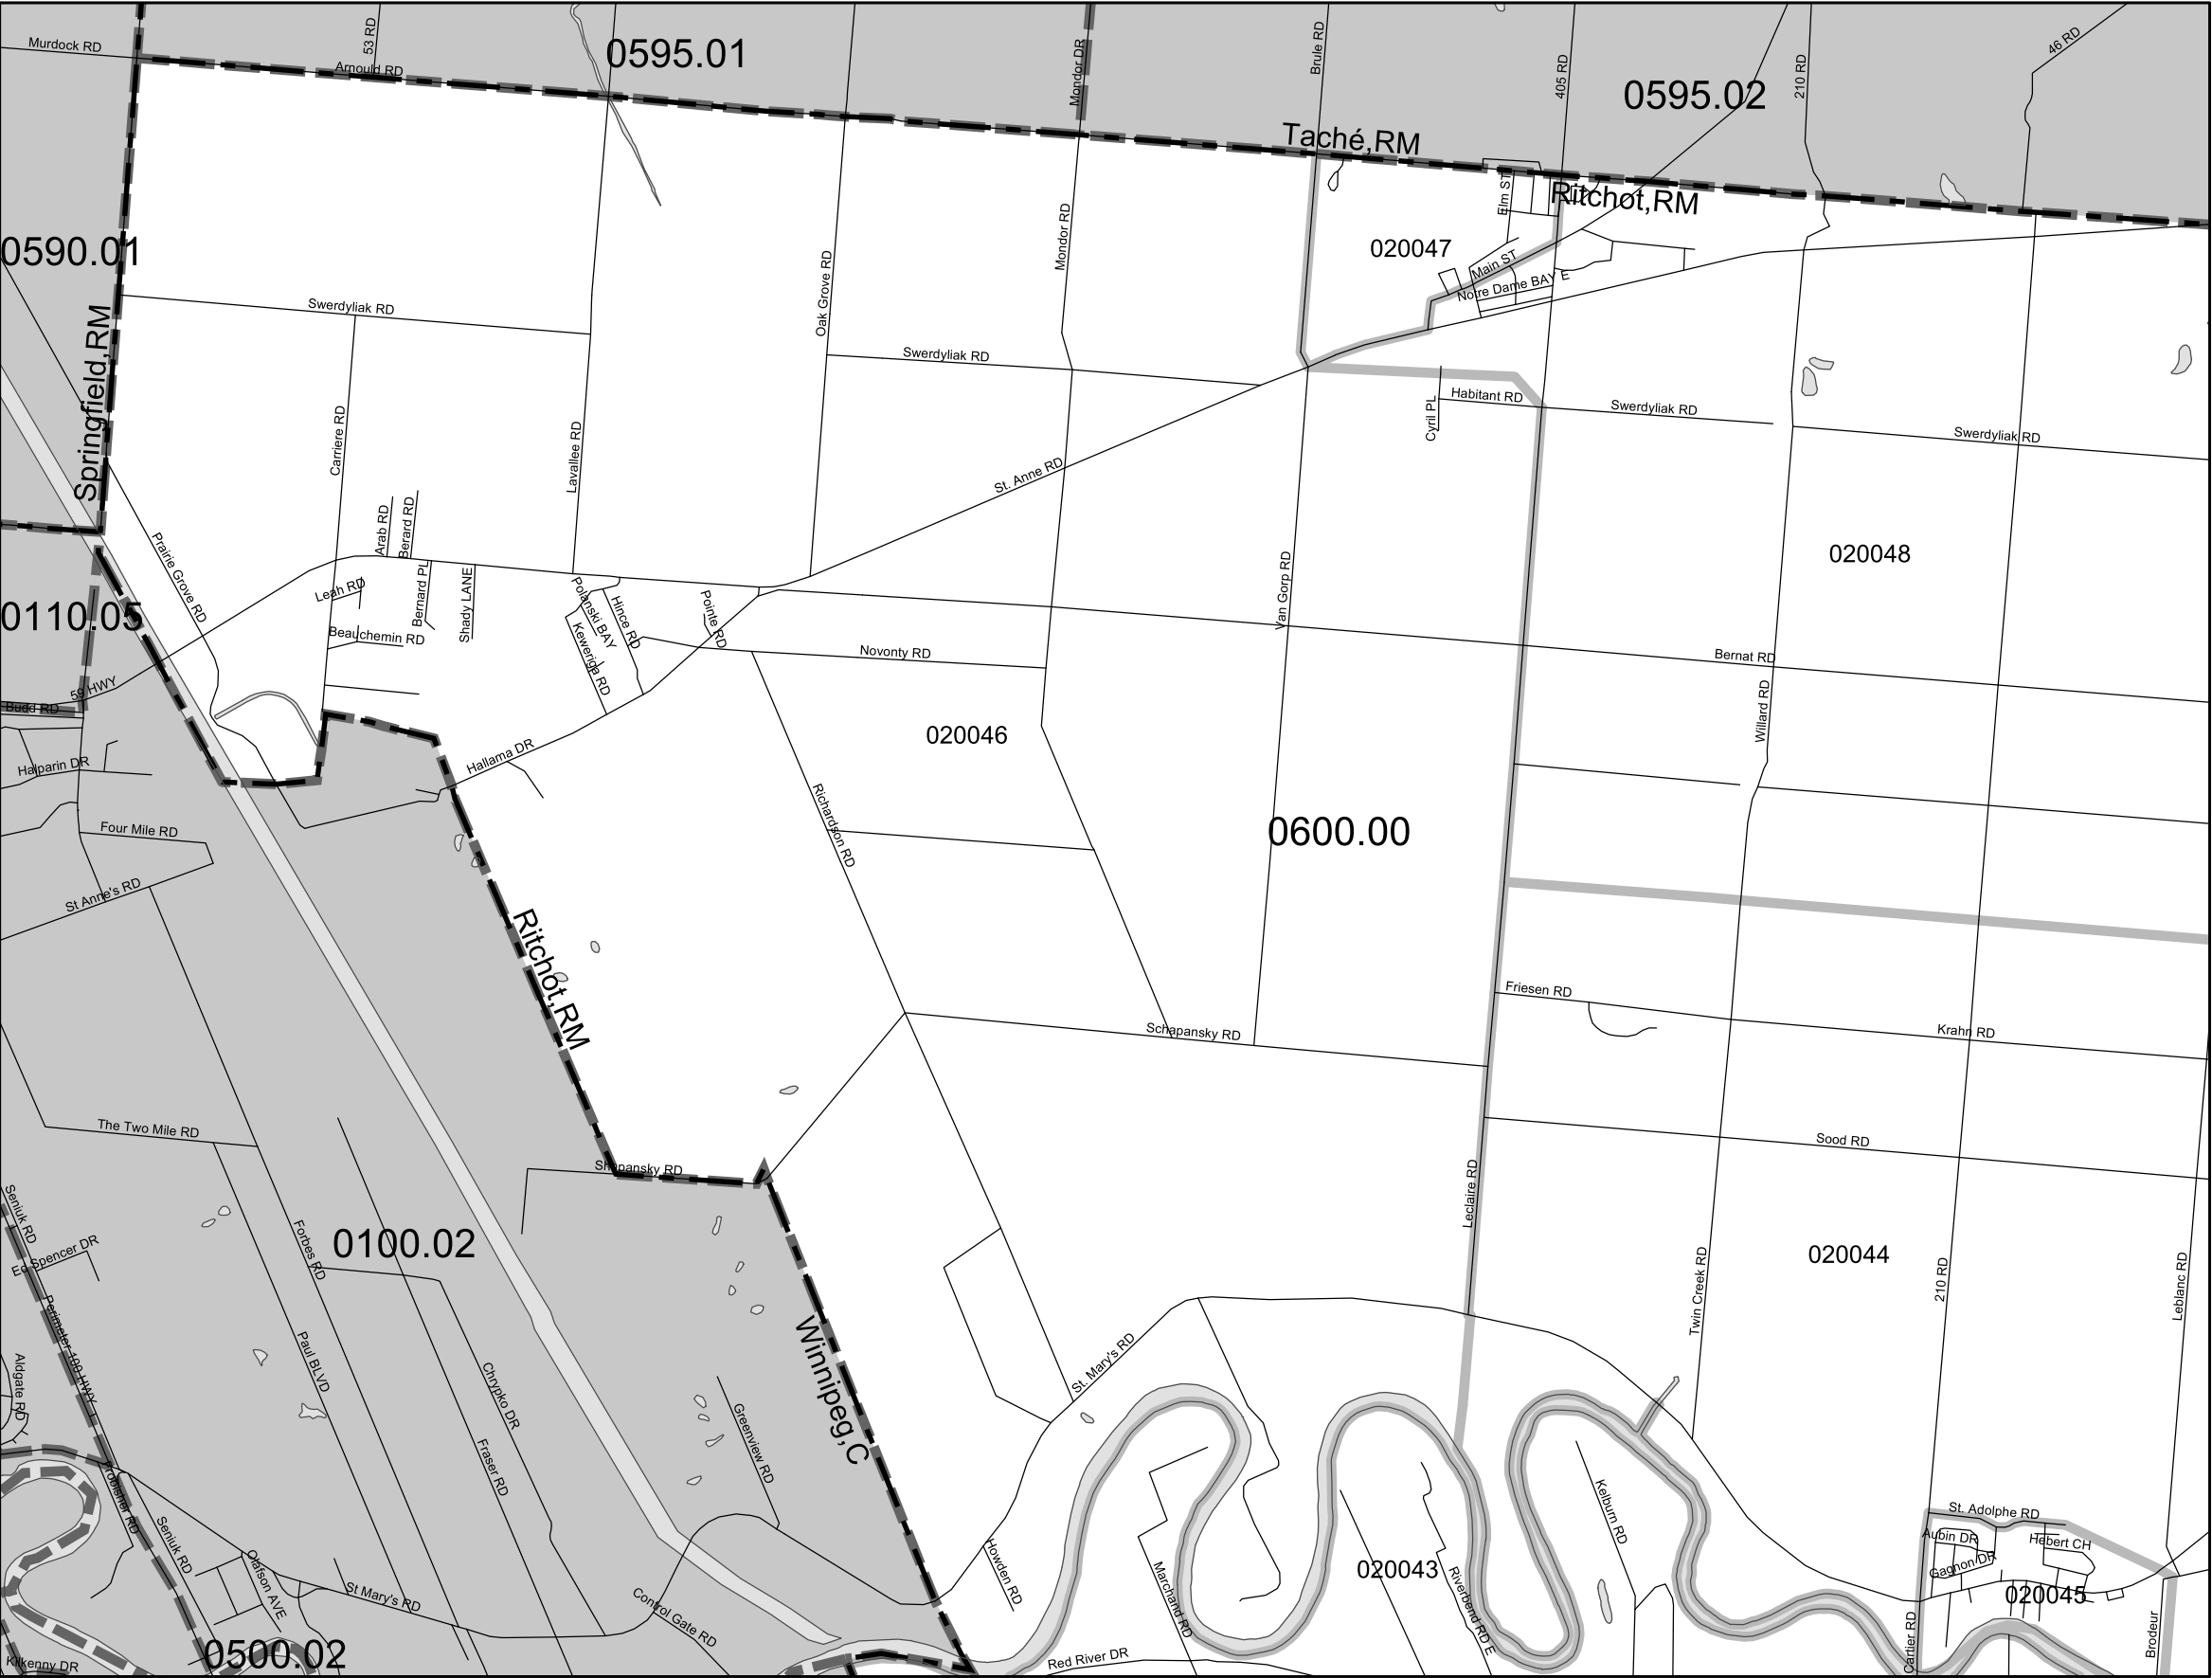 Murdock RD
53 RD
0595.01
Arnould RD
Mondor DR
Brule RD
405 RD
0595.02
210 RD
46 RD
Taché,RM
Ritchot,RM
Elm ST
020047
Main ST
Notre Dame BAY E
0590.01
Springfield,RM
Swerdyliak RD
Oak Grove RD
Mondor RD
Swerdyliak RD
Habitant RD
Swerdyliak RD
Swerdyliak RD
Cyril PL
Carriere RD
Lavallee RD
St. Anne RD
Arab RD
Berard RD
Prairie Grove RD
Leah RD
Bernard PL
Shady LANE
Beauchemin RD
Polanski BAY
Hince RD
Keweriga RD
Pointe RD
Novonty RD
Van Gorp RD
020048
Bernat RD
Willard RD
0110.05
59 HWY
Budd RD
Halparin DR
Hallama DR
020046
Richardson RD
0600.00
Four Mile RD
St Anne's RD
Ritchot,RM
Schapansky RD
Friesen RD
Krahn RD
The Two Mile RD
Shapansky RD
Sood RD
Seniuk RD
Ed Spencer DR
Forbes RD
0100.02
Leclaire RD
Twin Creek RD
020044
210 RD
Leblanc RD
Perimeter 100 HWY
Aldgate RD
Paul BLVD
Chrypko DR
Fraser RD
Greenview RD
Winnipeg,C
St. Mary's RD
Frobisher RD
Seniuk RD
Olafson AVE
St Mary's RD
Control Gate RD
Howden RD
Marchand RD
020043
Riverbend RD E
Kelburn RD
St. Adolphe RD
Aubin DR
Hebert CH
Gagnon DR
020045
Cartier RD
Brodeur
0500.02
Kilkenny DR
Red River DR